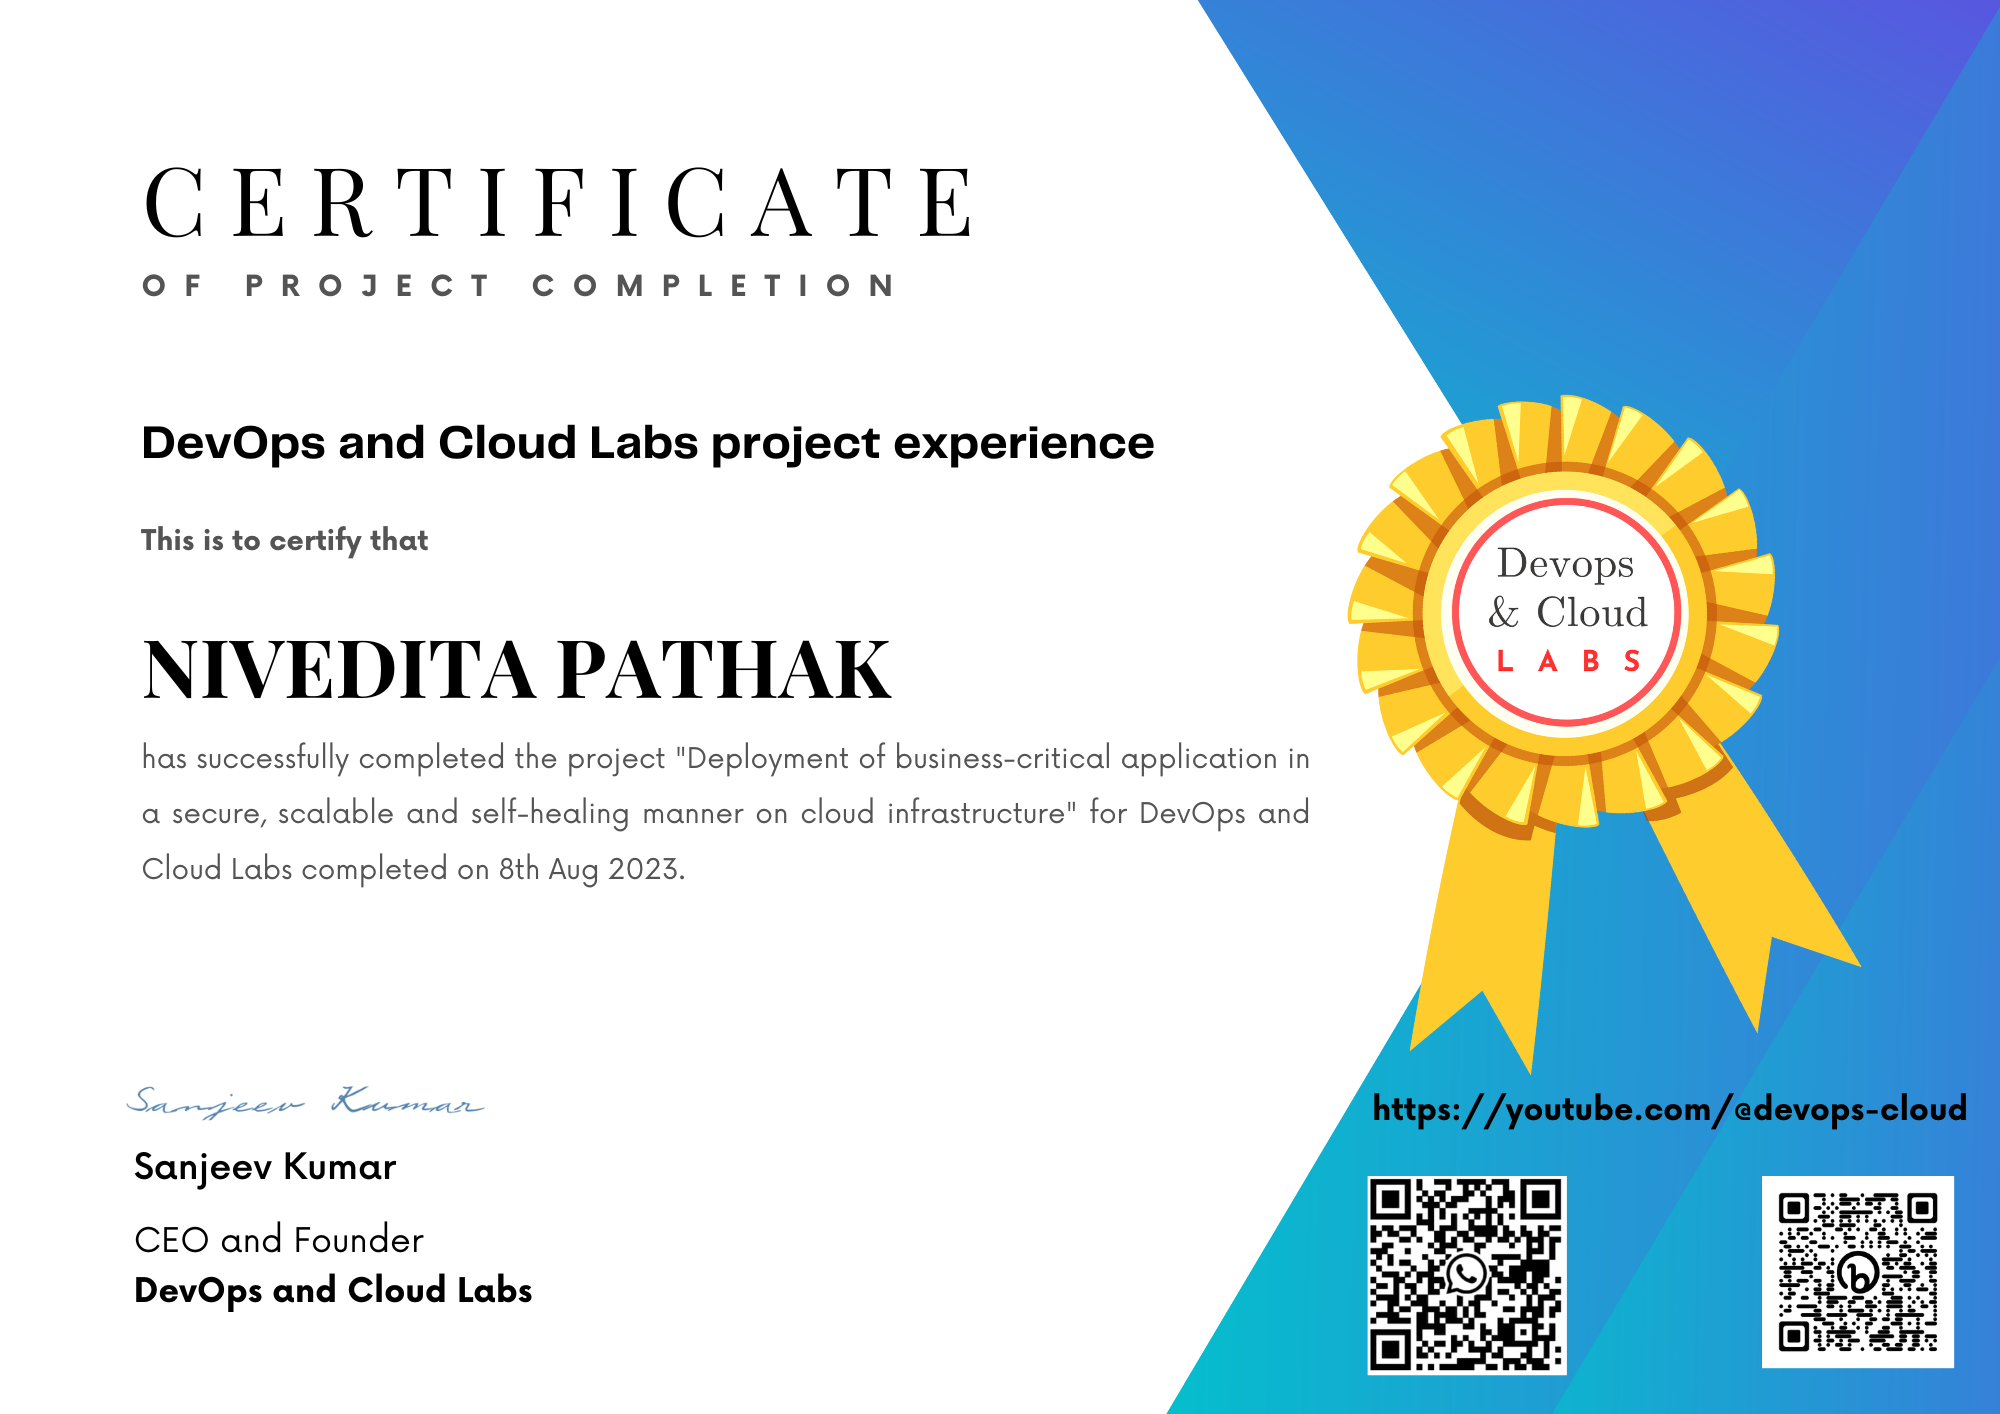 CERTIFICATE
OF PROJECT COMPLETION
DevOps and Cloud Labs project experience
This is to certify that
NIVEDITA PATHAK
has successfully completed the project "Deployment of business-critical application in
a secure, scalable and self-healing manner on cloud infrastructure" for DevOps and
Cloud Labs completed on 8th Aug 2023.
Devops
& Cloud
LABS
Sanjeev Kumar
Sanjeev Kumar
CEO and Founder
DevOps and Cloud Labs
https://youtube.com/@devops-cloud